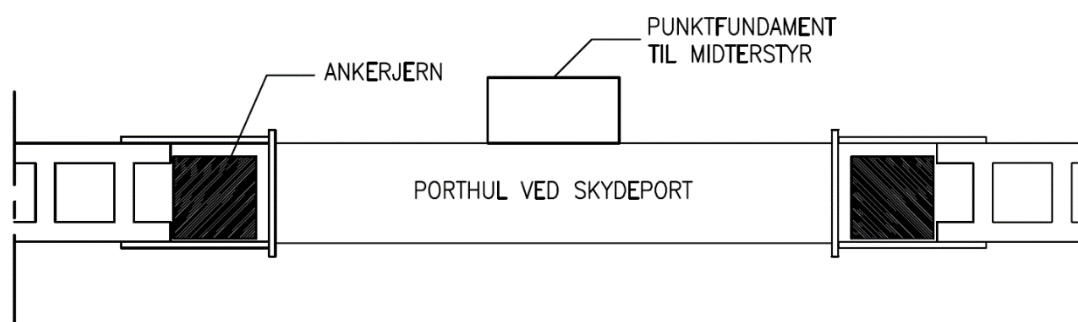 PUNKTFUNDAMENT
TIL MIDTERSTYR
ANKERJERN
PORTHUL VED SKYDEPORT